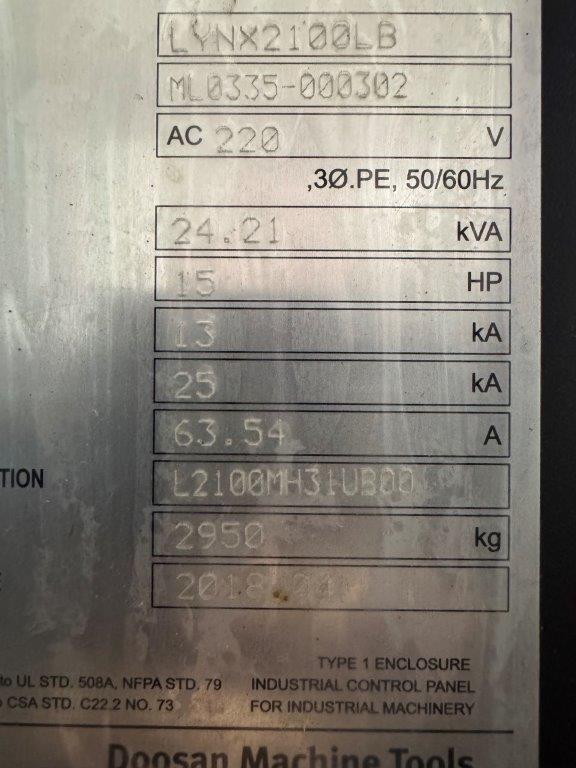 LYNX2100LB
ML0335-000302
AC 220 V
,3Ø.PE, 50/60Hz
24.21 kVA
15 HP
13 kA
25 kA
63.54 A
TION L2100MH31UB00
2950 kg
2018.04
TYPE 1 ENCLOSURE
to UL STD. 508A, NFPA STD. 79 INDUSTRIAL CONTROL PANEL
CSA STD. C22.2 NO. 73 FOR INDUSTRIAL MACHINERY
Doosan Machine Tools